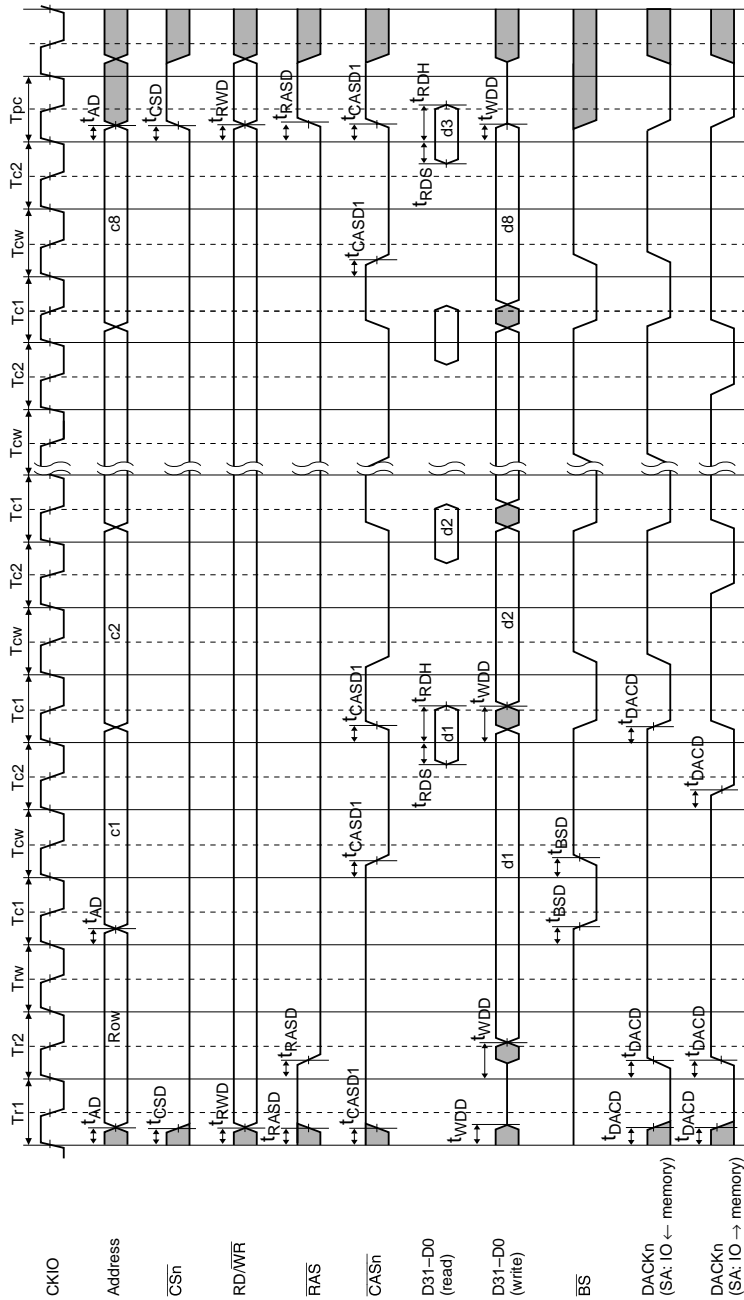 Tr1 Tr2 Trw Tc1 Tcw Tc2 Tc1 Tcw Tc2 Tc1 Tcw Tc2 Tc1 Tcw Tc2 Tpc
CKIO
tAD tAD tAD
Address Row c1 c2 c8
tCSD tCSD
CSn
tRWD tRWD
RD/WR
tRASD tRASD tRASD
RAS
tCASD1 tCASD1 tCASD1 tCASD1 tCASD1
CASn
tRDS tRDH tRDS tRDH
D31–D0
(read)
d1 d2 d3
tWDD tWDD tWDD tWDD
D31–D0
(write)
d1 d2 d8
tBSD tBSD
BS
tDACD tDACD tDACD
DACKn
(SA: IO ← memory)
tDACD tDACD tDACD
DACKn
(SA: IO → memory)